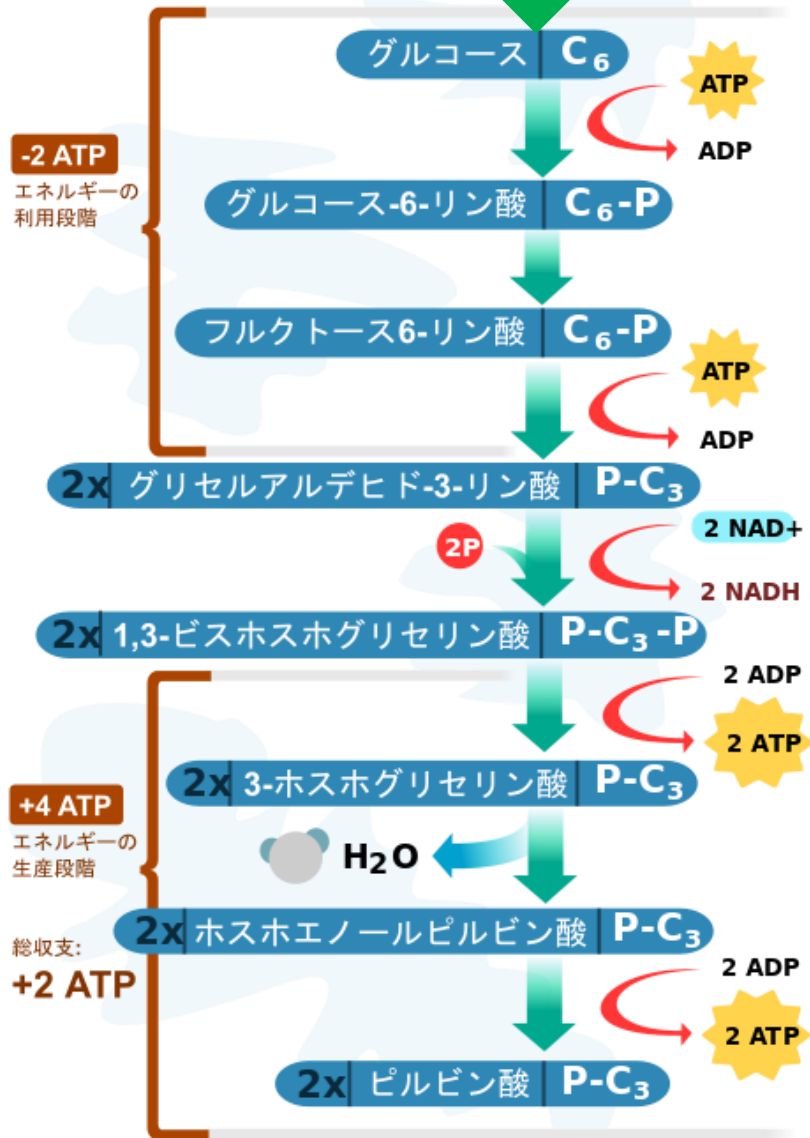 グルコース C₆
ATP
ADP
-2 ATP
エネルギーの
利用段階
グルコース-6-リン酸 C₆-P
フルクトース6-リン酸 C₆-P
ATP
ADP
2x グリセルアルデヒド-3-リン酸 P-C₃
2P
2 NAD+
2 NADH
2x 1,3-ビスホスホグリセリン酸 P-C₃-P
2 ADP
2 ATP
2x 3-ホスホグリセリン酸 P-C₃
+4 ATP
エネルギーの
生産段階
H₂O
2x ホスホエノールピルビン酸 P-C₃
総収支:
+2 ATP
2 ADP
2 ATP
2x ピルビン酸 P-C₃